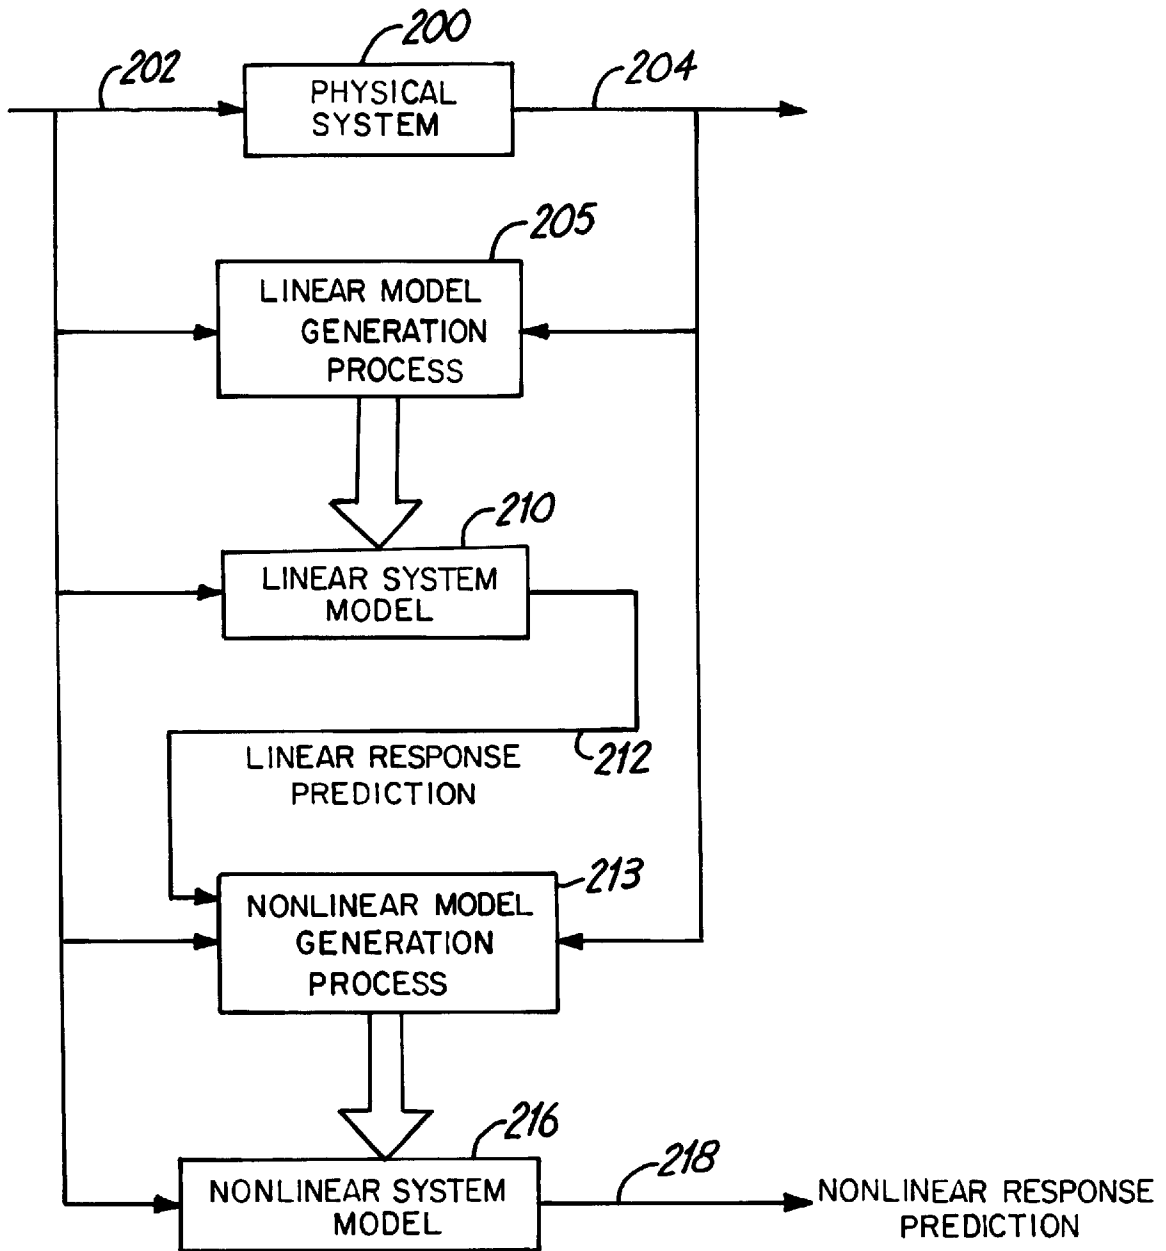 200
202
204
PHYSICAL
SYSTEM
205
LINEAR MODEL
GENERATION
PROCESS
210
LINEAR SYSTEM
MODEL
LINEAR RESPONSE
PREDICTION
212
213
NONLINEAR MODEL
GENERATION
PROCESS
216
NONLINEAR SYSTEM
MODEL
218
NONLINEAR RESPONSE
PREDICTION